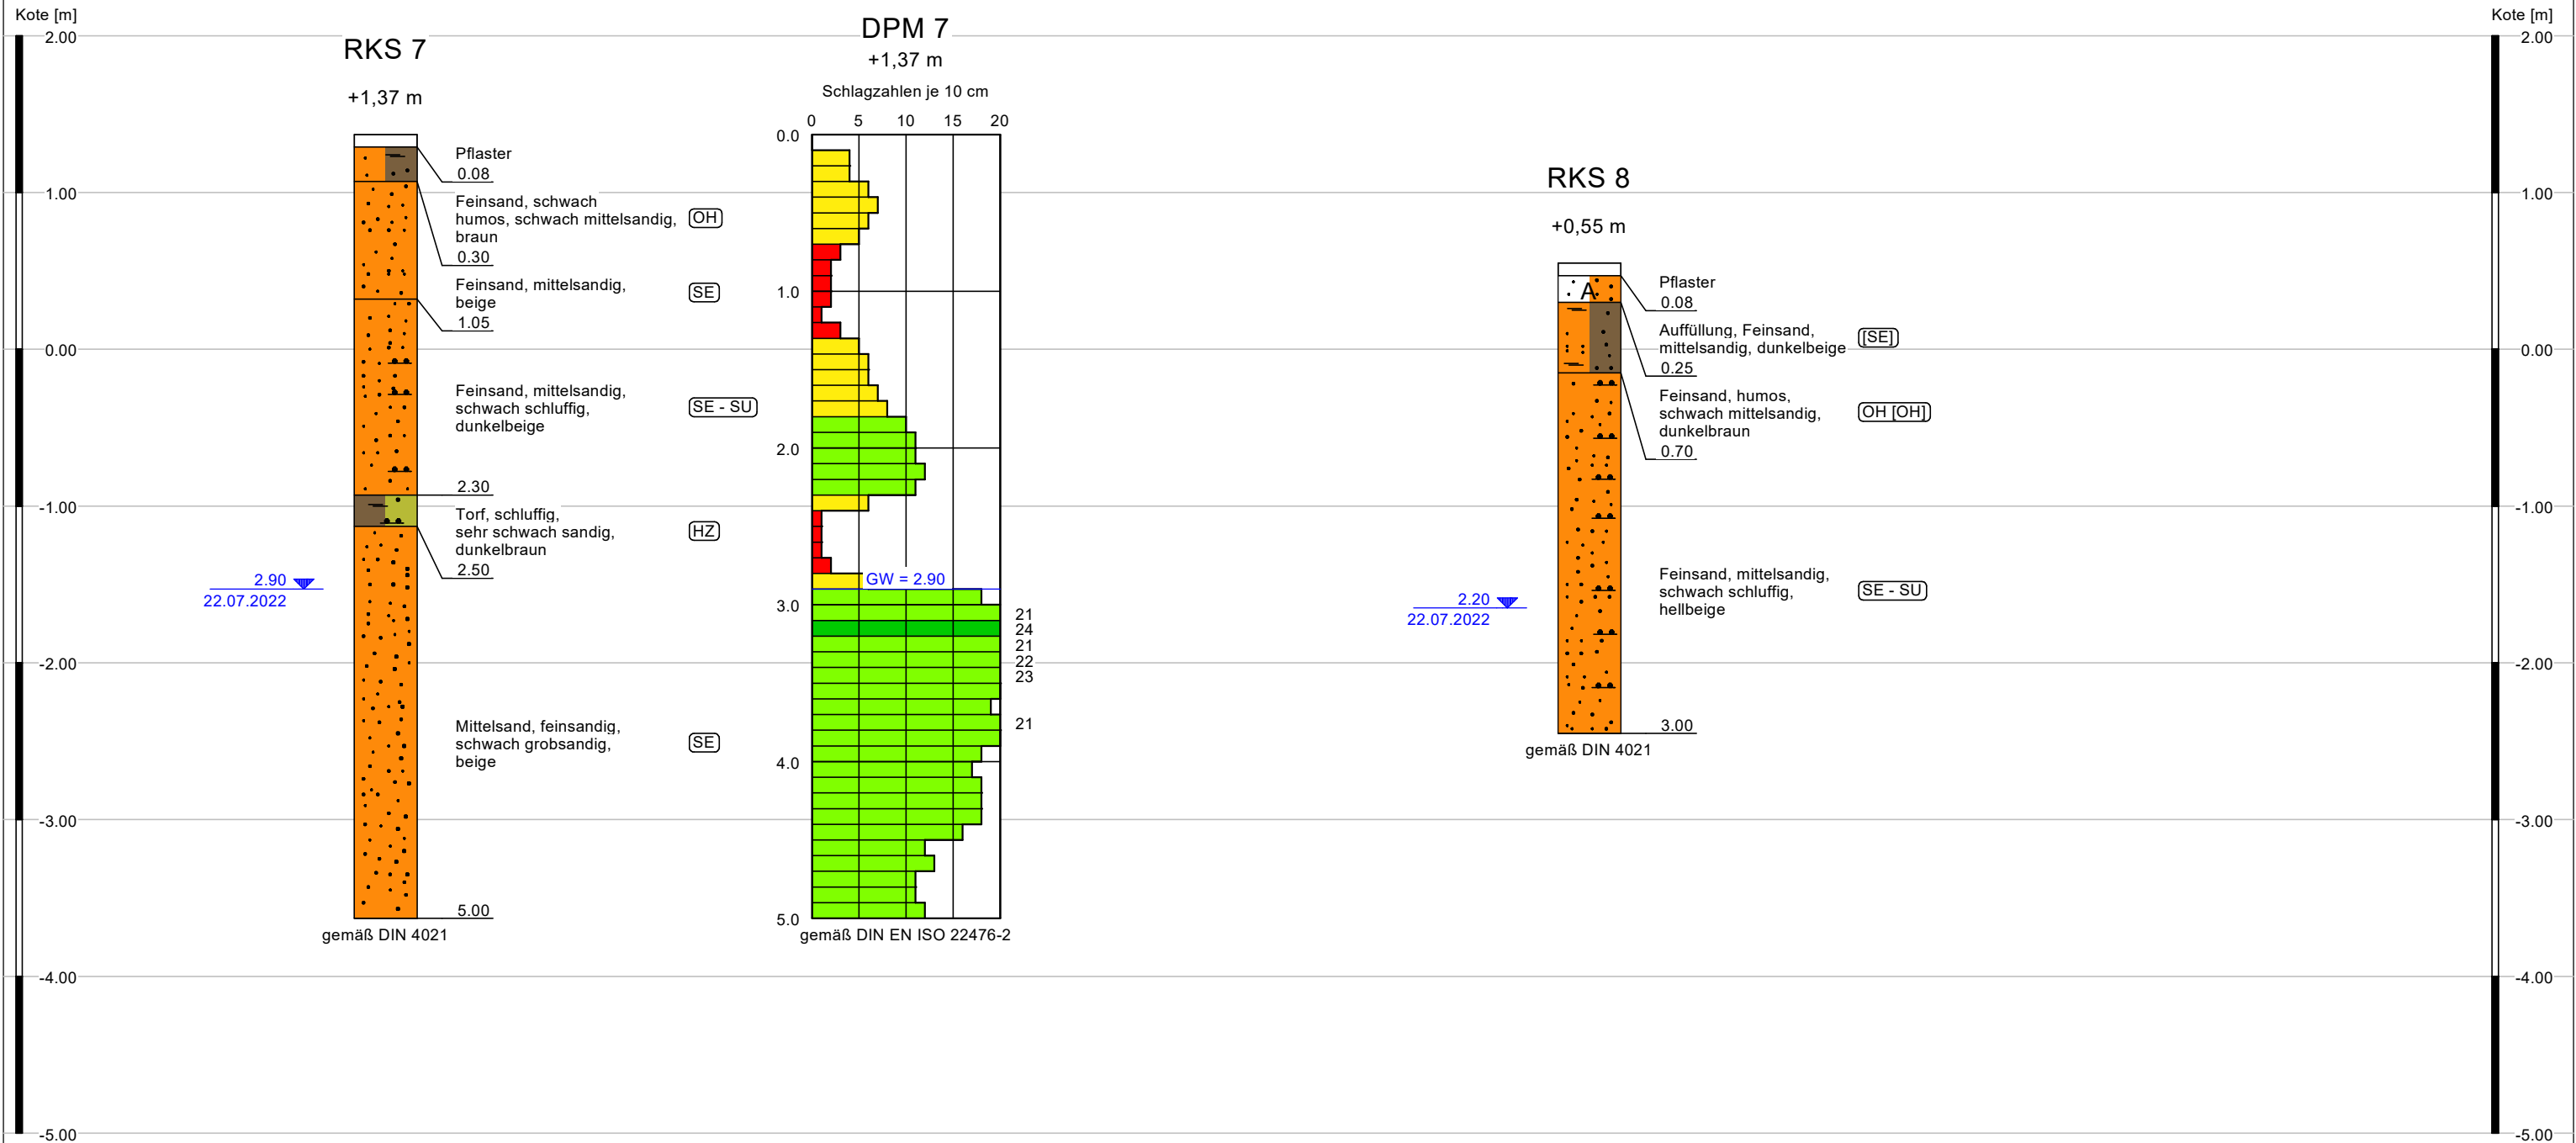 Kote [m]
2.00
1.00
0.00
-1.00
-2.00
-3.00
-4.00
-5.00
RKS 7
+1,37 m
Pflaster
0.08
Feinsand, schwach
humos, schwach mittelsandig,
braun
OH
0.30
Feinsand, mittelsandig,
beige
SE
1.05
Feinsand, mittelsandig,
schwach schluffig,
dunkelbeige
SE - SU
2.30
Torf, schluffig,
sehr schwach sandig,
dunkelbraun
HZ
2.50
2.90
22.07.2022
Mittelsand, feinsandig,
schwach grobsandig,
beige
SE
5.00
gemäß DIN 4021
DPM 7
+1,37 m
Schlagzahlen je 10 cm
0 5 10 15 20
0.0
1.0
2.0
GW = 2.90
3.0
21
24
21
22
23
21
4.0
5.0
gemäß DIN EN ISO 22476-2
RKS 8
+0,55 m
A
Pflaster
0.08
Auffüllung, Feinsand,
mittelsandig, dunkelbeige
[SE]
0.25
Feinsand, humos,
schwach mittelsandig,
dunkelbraun
OH [OH]
0.70
Feinsand, mittelsandig,
schwach schluffig,
hellbeige
SE - SU
2.20
22.07.2022
3.00
gemäß DIN 4021
Kote [m]
2.00
1.00
0.00
-1.00
-2.00
-3.00
-4.00
-5.00